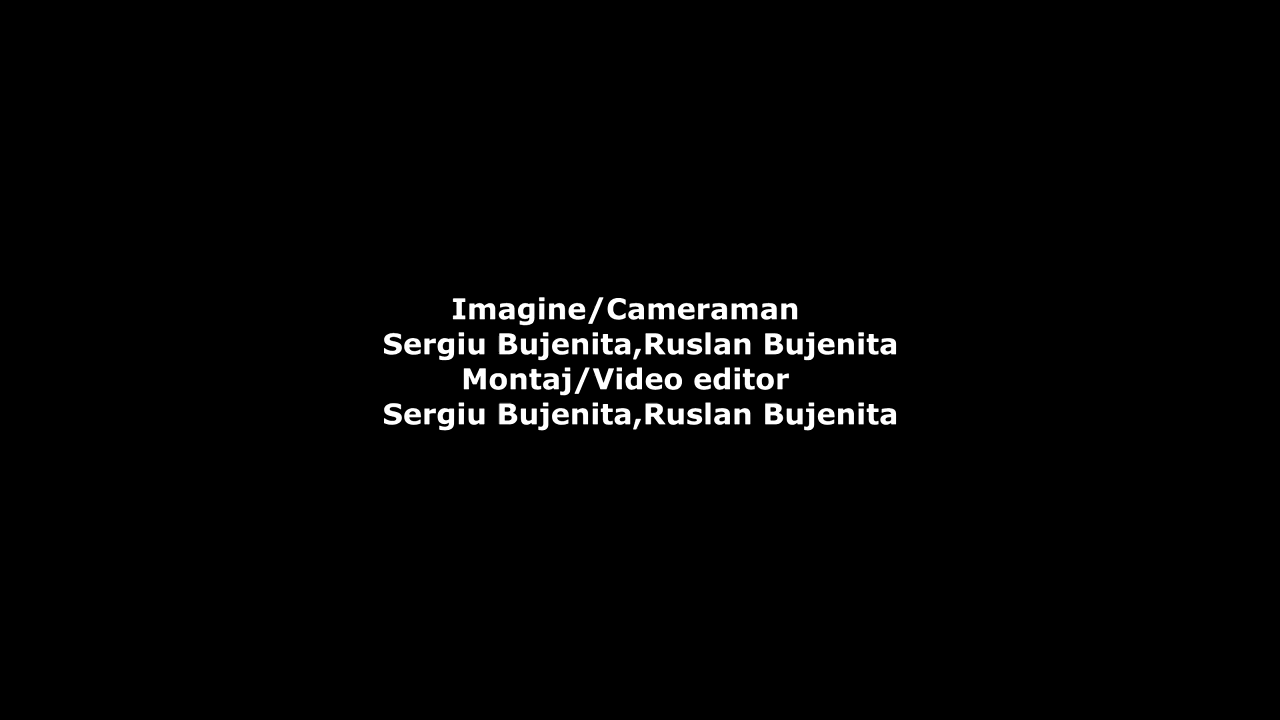 Imagine/Cameraman
Sergiu Bujenita,Ruslan Bujenita
Montaj/Video editor
Sergiu Bujenita,Ruslan Bujenita